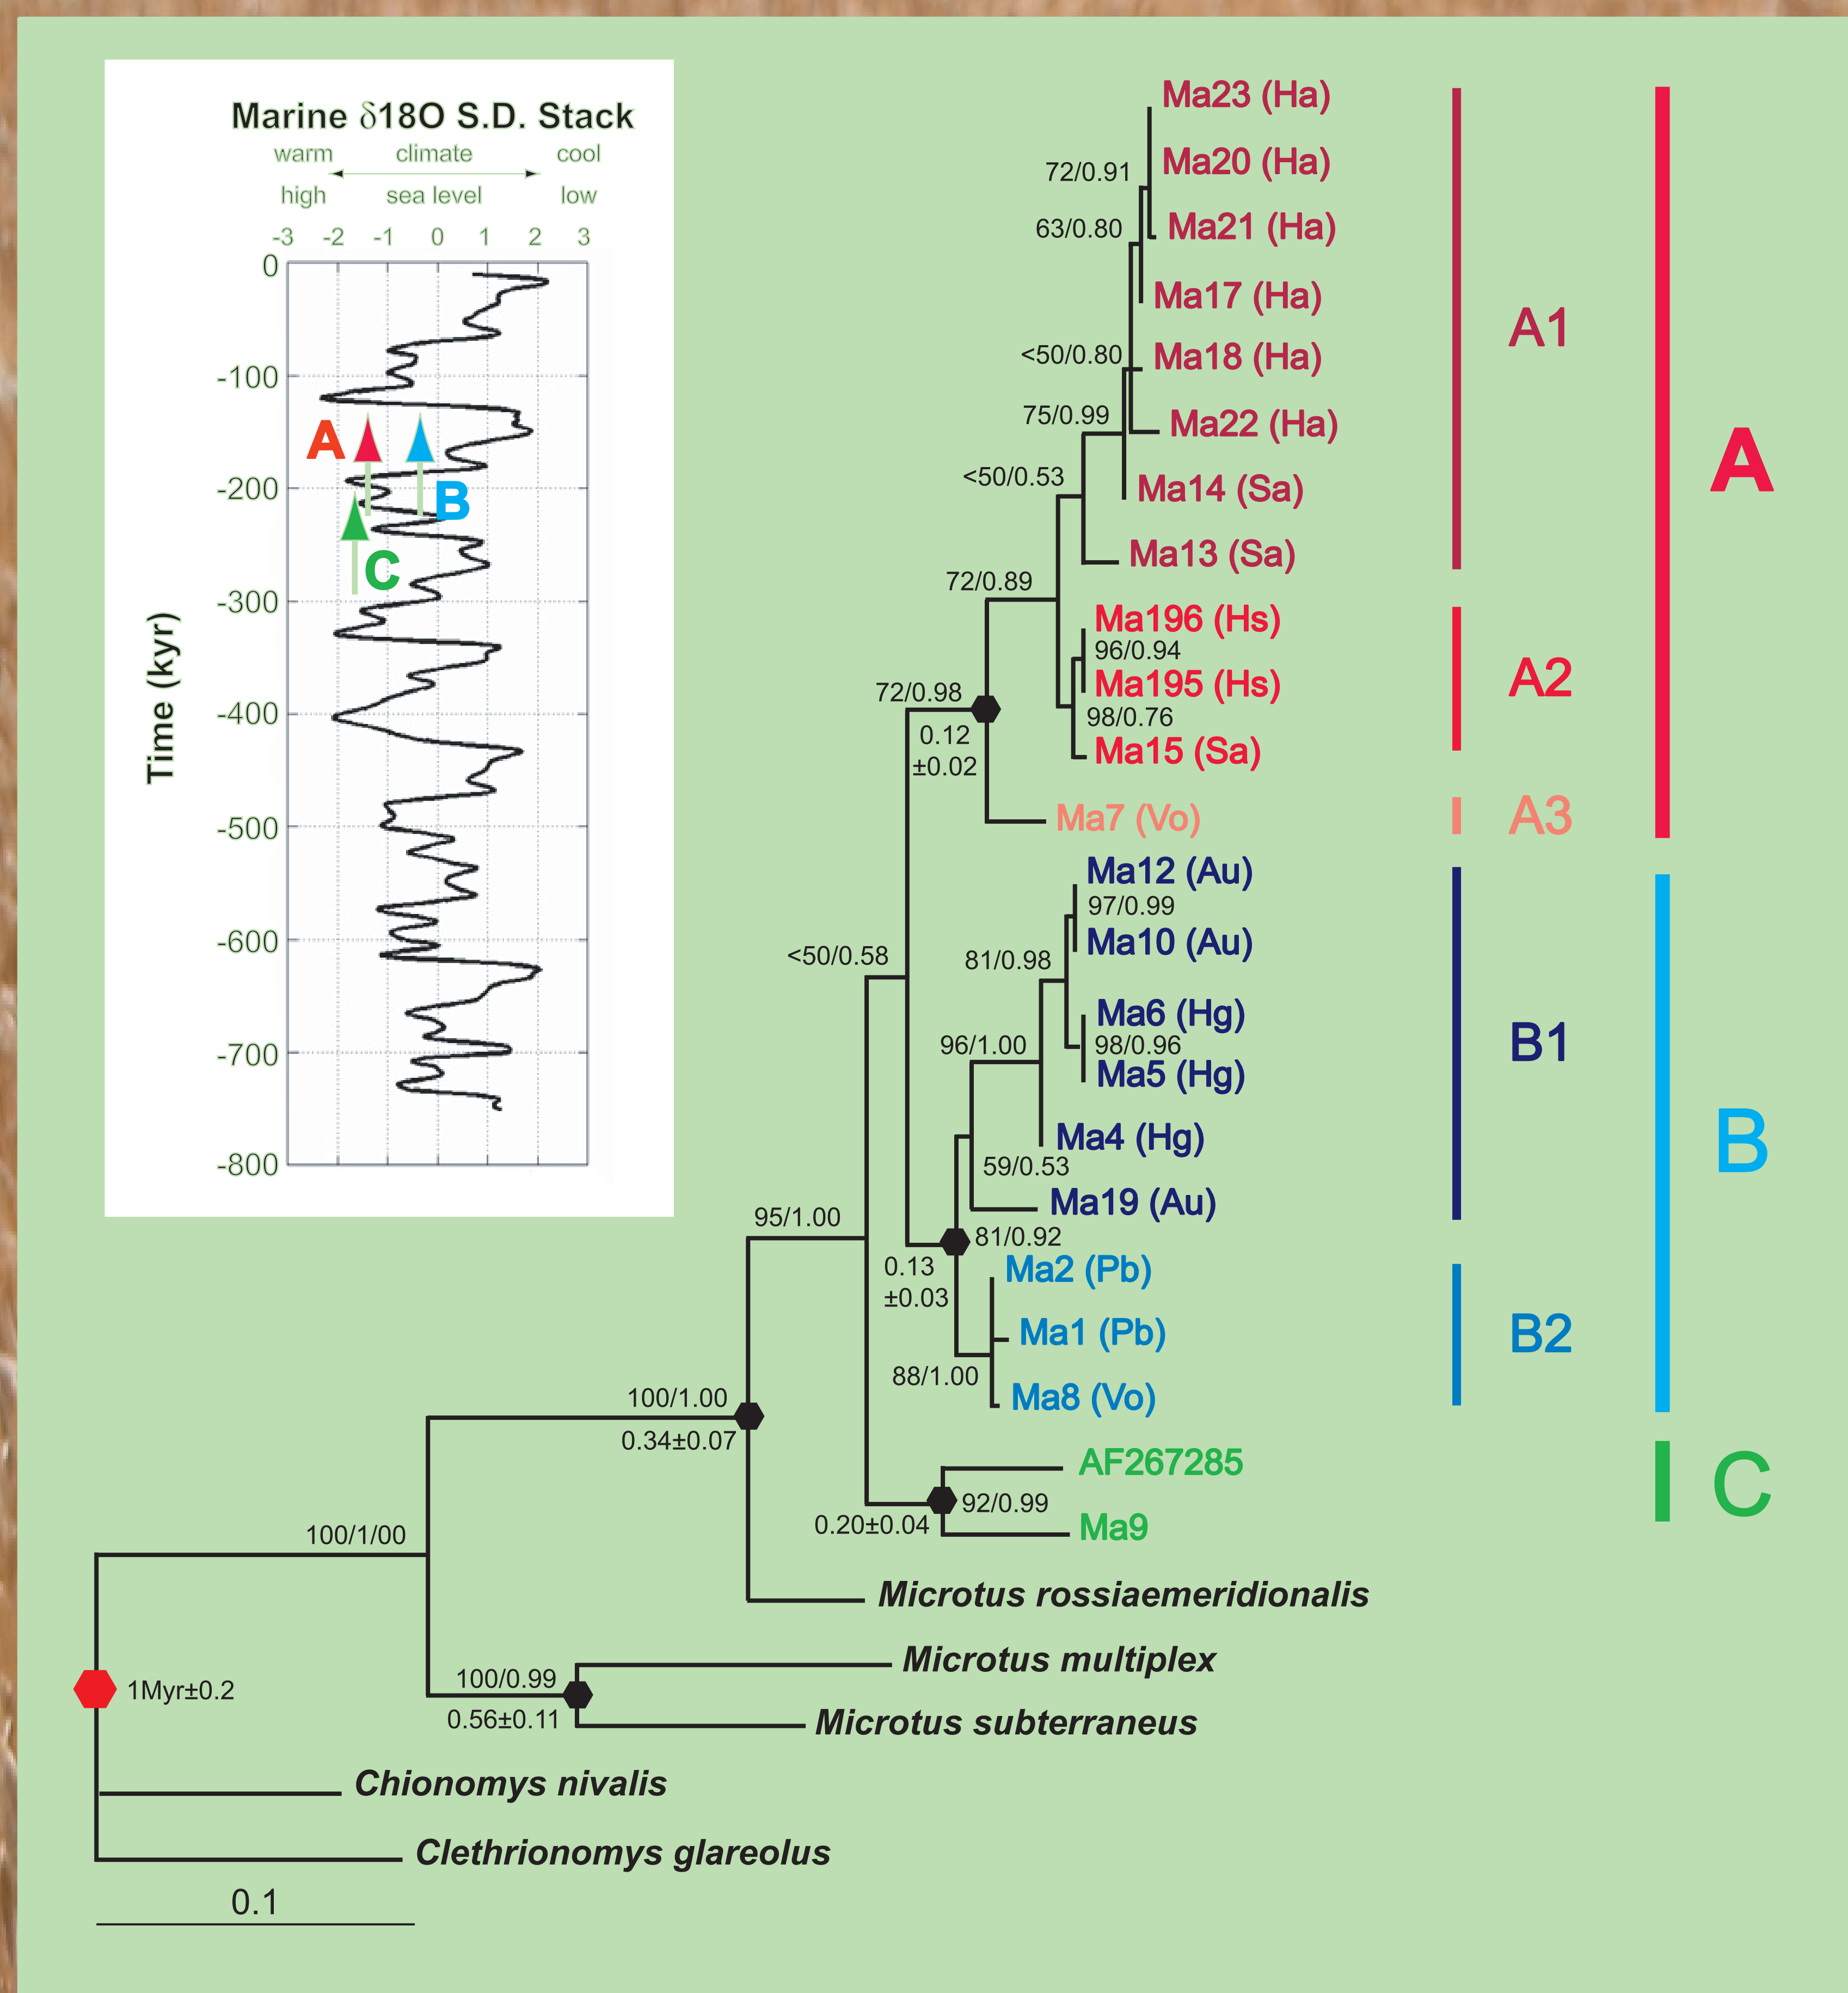 Marine δ18O S.D. Stack
warm climate cool
high sea level low
-3 -2 -1 0 1 2 3
0
-100
-200
-300
-400
-500
-600
-700
-800
Time (kyr)
A
B
C
Ma23 (Ha)
72/0.91
Ma20 (Ha)
63/0.80
Ma21 (Ha)
Ma17 (Ha)
<50/0.80
Ma18 (Ha)
75/0.99
Ma22 (Ha)
<50/0.53
Ma14 (Sa)
Ma13 (Sa)
A1
72/0.89
Ma196 (Hs)
96/0.94
Ma195 (Hs)
98/0.76
Ma15 (Sa)
A2
72/0.98
0.12
±0.02
Ma7 (Vo)
A3
A
Ma12 (Au)
97/0.99
Ma10 (Au)
81/0.98
<50/0.58
Ma6 (Hg)
98/0.96
Ma5 (Hg)
96/1.00
Ma4 (Hg)
59/0.53
Ma19 (Au)
B1
81/0.92
0.13
±0.03
Ma2 (Pb)
Ma1 (Pb)
88/1.00
Ma8 (Vo)
B2
B
95/1.00
100/1.00
0.34±0.07
AF267285
92/0.99
0.20±0.04
Ma9
C
100/1/00
Microtus rossiaemeridionalis
Microtus multiplex
100/0.99
0.56±0.11
Microtus subterraneus
1Myr±0.2
Chionomys nivalis
Clethrionomys glareolus
0.1